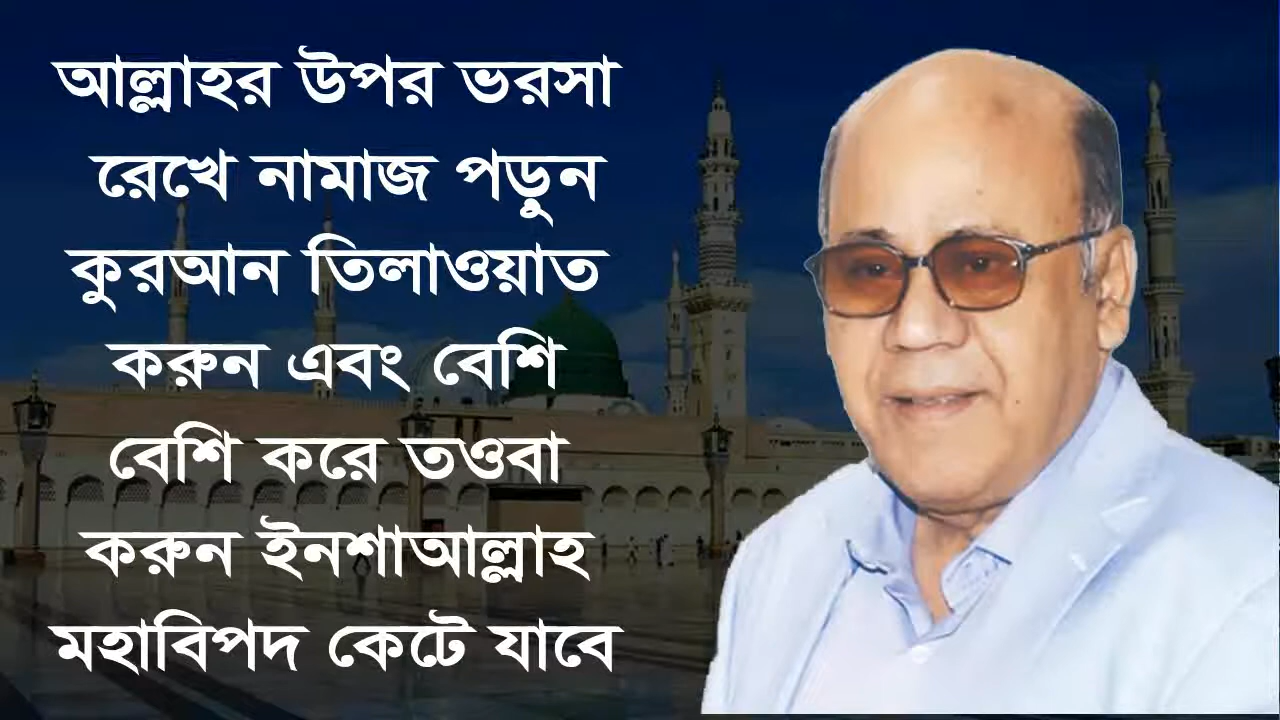 আল্লাহর উপর ভরসা
রেখে নামাজ পড়ুন
কুরআন তিলাওয়াত
করুন এবং বেশি
বেশি করে তওবা
করুন ইনশাআল্লাহ
মহাবিপদ কেটে যাবে